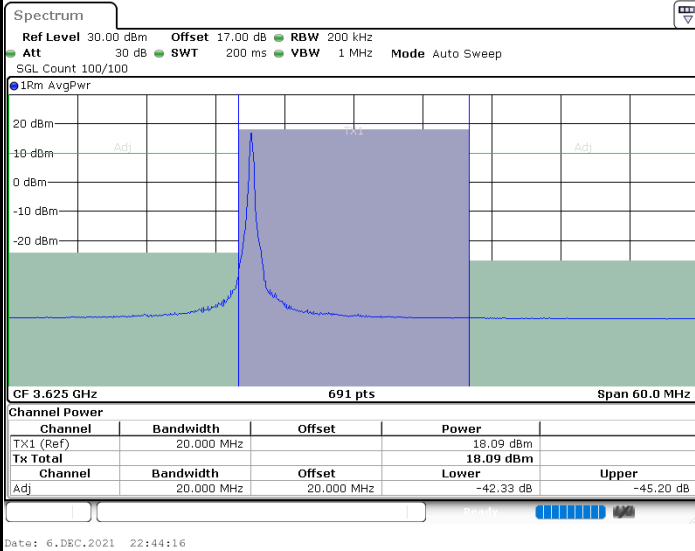 Spectrum
Ref Level 30.00 dBm Offset 17.00 dB RBW 200 kHz
Att 30 dB SWT 200 ms VBW 1 MHz Mode Auto Sweep
SGL Count 100/100
1Rm AvgPwr
TX1
20 dBm
Adj Adj
10 dBm
0 dBm
-10 dBm
-20 dBm
CF 3.625 GHz 691 pts Span 60.0 MHz
Channel Power
Channel Bandwidth Offset Power
TX1 (Ref) 20.000 MHz 18.09 dBm
Tx Total 18.09 dBm
Channel Bandwidth Offset Lower Upper
Adj 20.000 MHz 20.000 MHz -42.33 dB -45.20 dB
Ready
Date: 6.DEC.2021 22:44:16